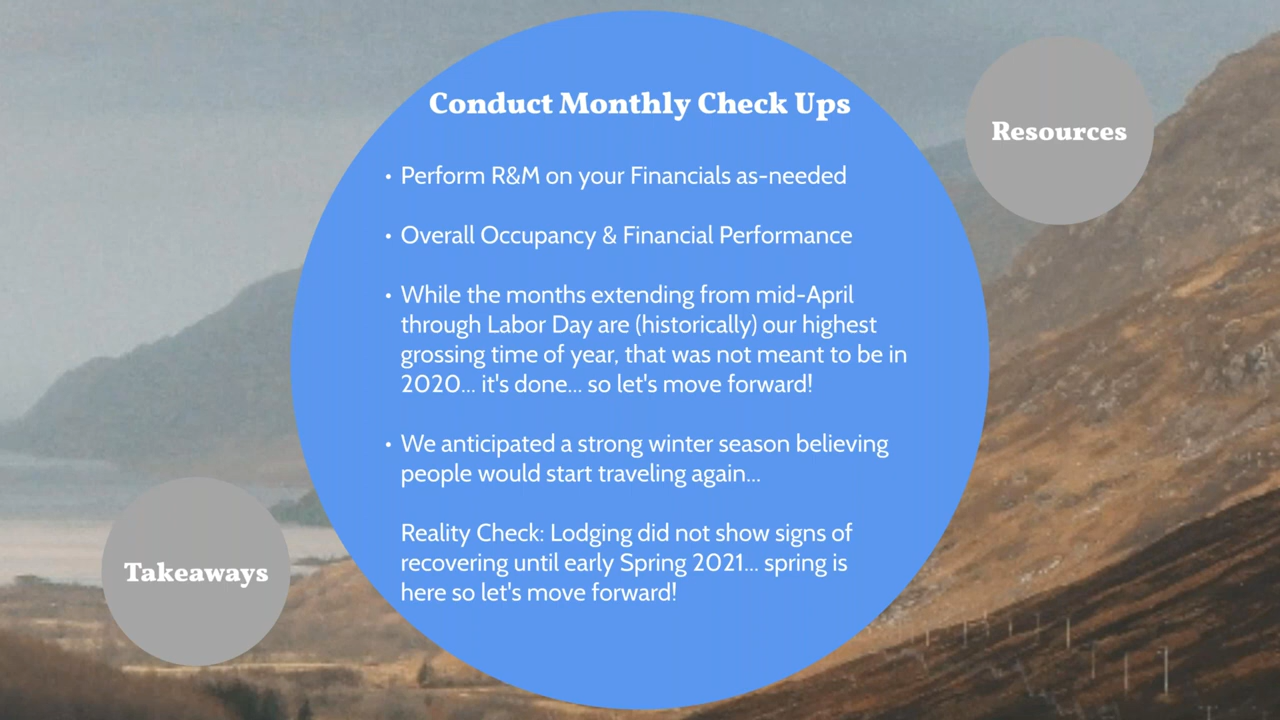 Conduct Monthly Check Ups
Resources
• Perform R&M on your Financials as-needed
• Overall Occupancy & Financial Performance
• While the months extending from mid-April
through Labor Day are (historically) our highest
grossing time of year, that was not meant to be in
2020... it's done... so let's move forward!
• We anticipated a strong winter season believing
people would start traveling again...
Reality Check: Lodging did not show signs of
recovering until early Spring 2021... spring is
here so let's move forward!
Takeaways